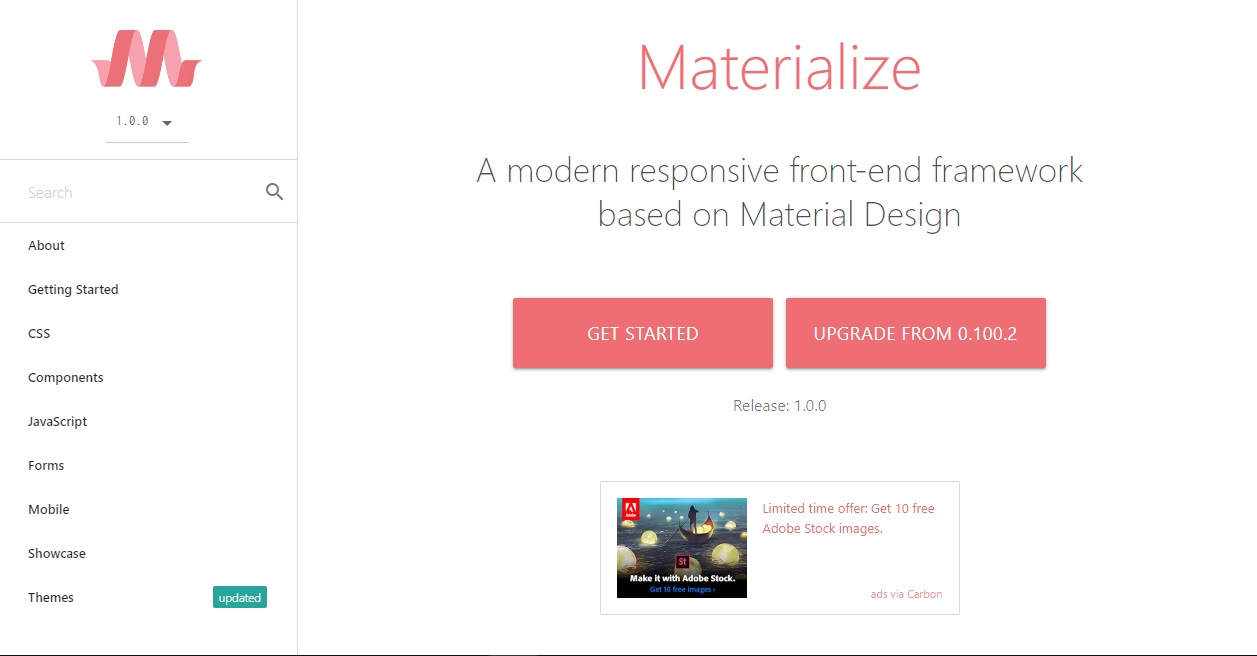 1.0.0
Search
About
Getting Started
CSS
Components
JavaScript
Forms
Mobile
Showcase
Themes
updated
Materialize
A modern responsive front-end framework
based on Material Design
GET STARTED
UPGRADE FROM 0.100.2
Release: 1.0.0
Adobe
St
Make it with Adobe Stock.
Get 10 free images ›
Limited time offer: Get 10 free
Adobe Stock images.
ads via Carbon